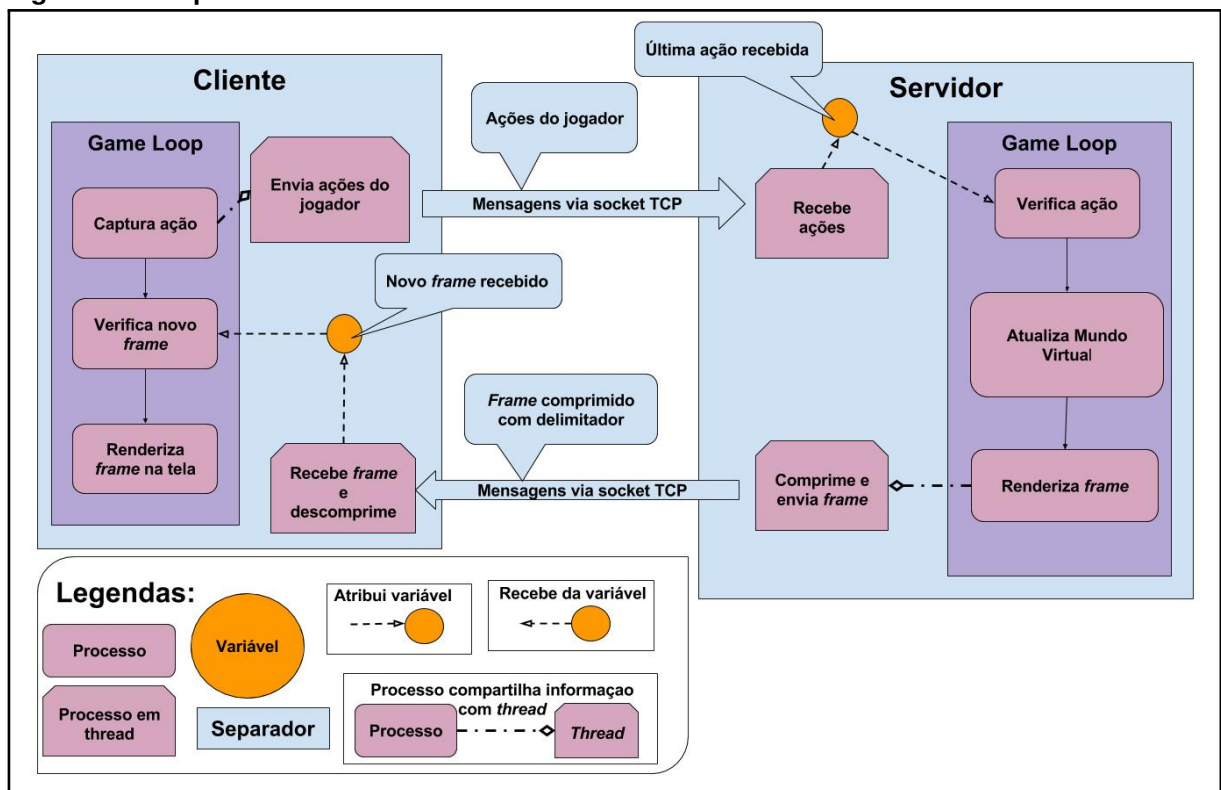 Cliente
Game Loop
Captura ação
Envia ações do
jogador
Verifica novo
frame
Renderiza
frame na tela
Novo frame recebido
Recebe frame
e
descomprime
Ações do jogador
Mensagens via socket TCP
Frame comprimido
com delimitador
Mensagens via socket TCP
Última ação recebida
Servidor
Recebe
ações
Game Loop
Verifica ação
Atualiza Mundo
Virtual
Renderiza frame
Comprime e
envia frame
Legendas:
Processo
Processo em
thread
Variável
Separador
Atribui variável
Recebe da variável
Processo compartilha informaçao
com thread
Processo
Thread